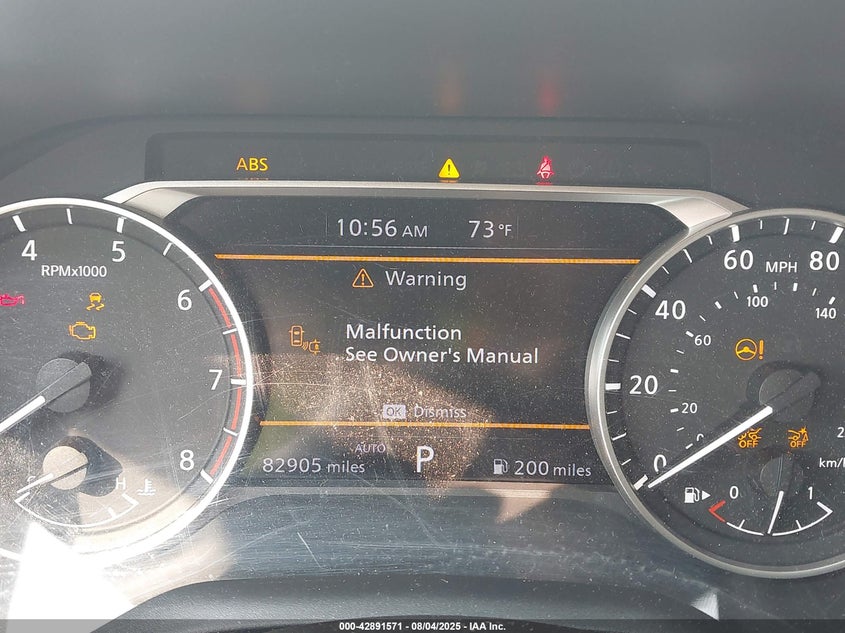 ABS
10:56 AM 73°F
Warning
Malfunction
See Owner's Manual
OK Dismiss
AUTO
82905 miles P 200 miles
4 5 6 7 8
RPMx1000
H
0 20 40 60 80
MPH
0 20 60 100 140
km/h
OFF OFF
0 1
000-42891571 - 08/04/2025 - IAA Inc.